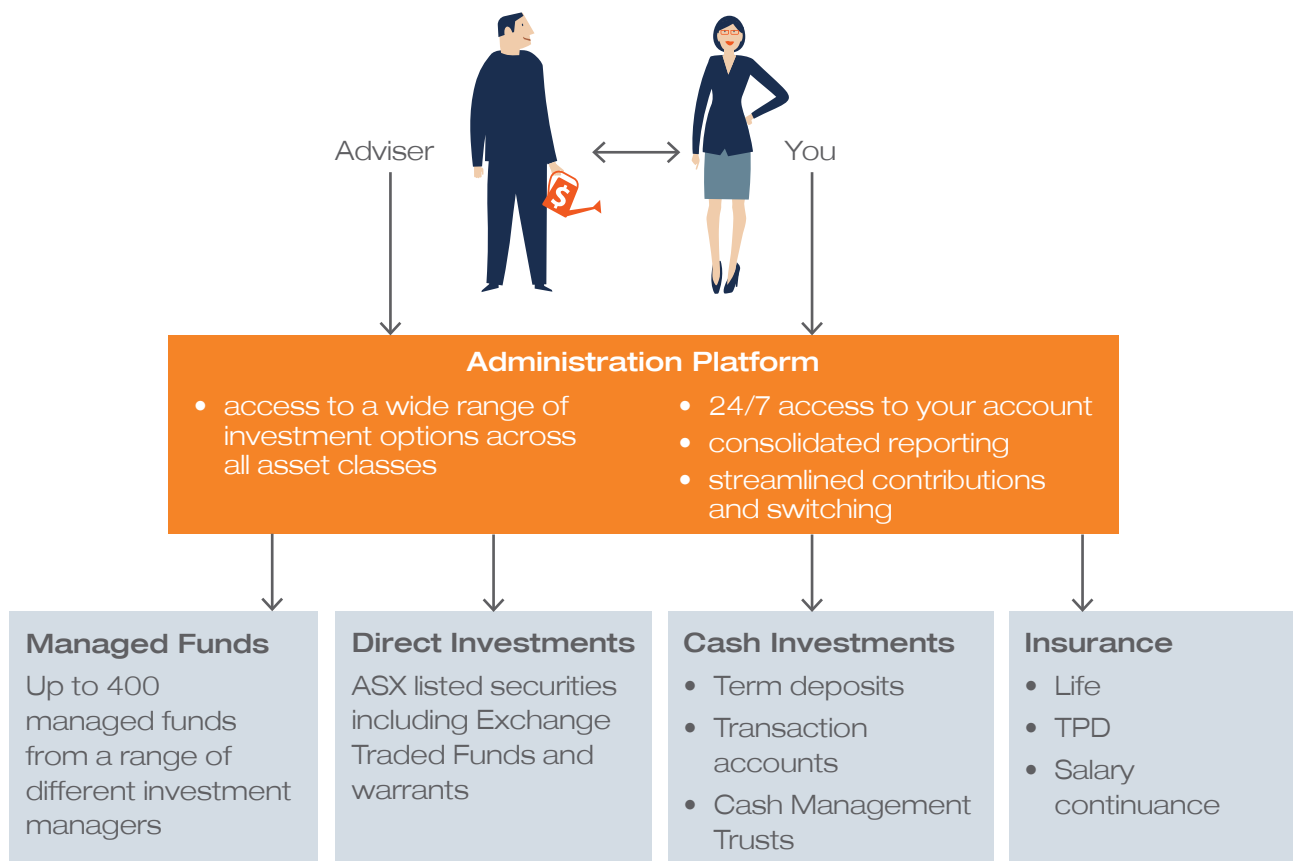 Adviser
You
$
Administration Platform
• access to a wide range of
investment options across
all asset classes
• 24/7 access to your account
• consolidated reporting
• streamlined contributions
and switching
Managed Funds
Up to 400
managed funds
from a range of
different investment
managers
Direct Investments
ASX listed securities
including Exchange
Traded Funds and
warrants
Cash Investments
• Term deposits
• Transaction
accounts
• Cash Management
Trusts
Insurance
• Life
• TPD
• Salary
continuance